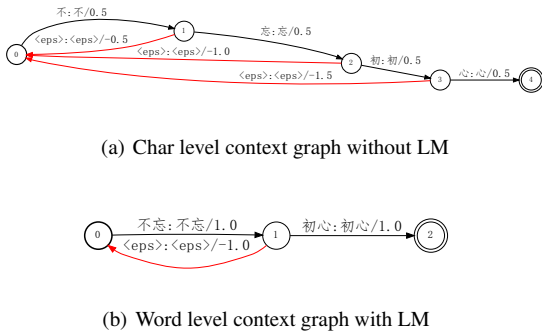 不:不/0.5
忘:忘/0.5
<eps>:<eps>/-0.5
<eps>:<eps>/-1.0
初:初/0.5
<eps>:<eps>/-1.5
心:心/0.5
0
1
2
3
4
(a) Char level context graph without LM
不忘:不忘/1.0
初心:初心/1.0
0
1
2
<eps>:<eps>/-1.0
(b) Word level context graph with LM